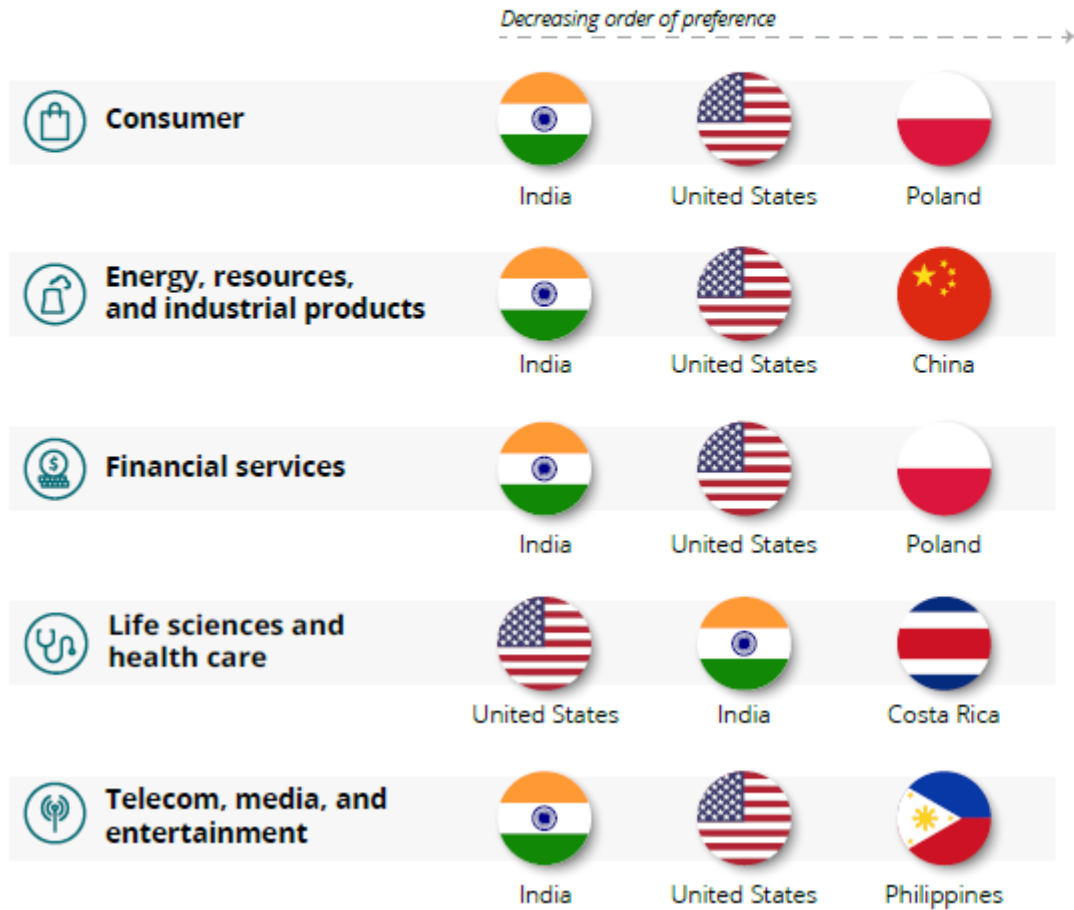 Decreasing order of preference
Consumer
India United States Poland
Energy, resources,
and industrial products
India United States China
$
Financial services
India United States Poland
Life sciences and
health care
United States India Costa Rica
Telecom, media, and
entertainment
India United States Philippines